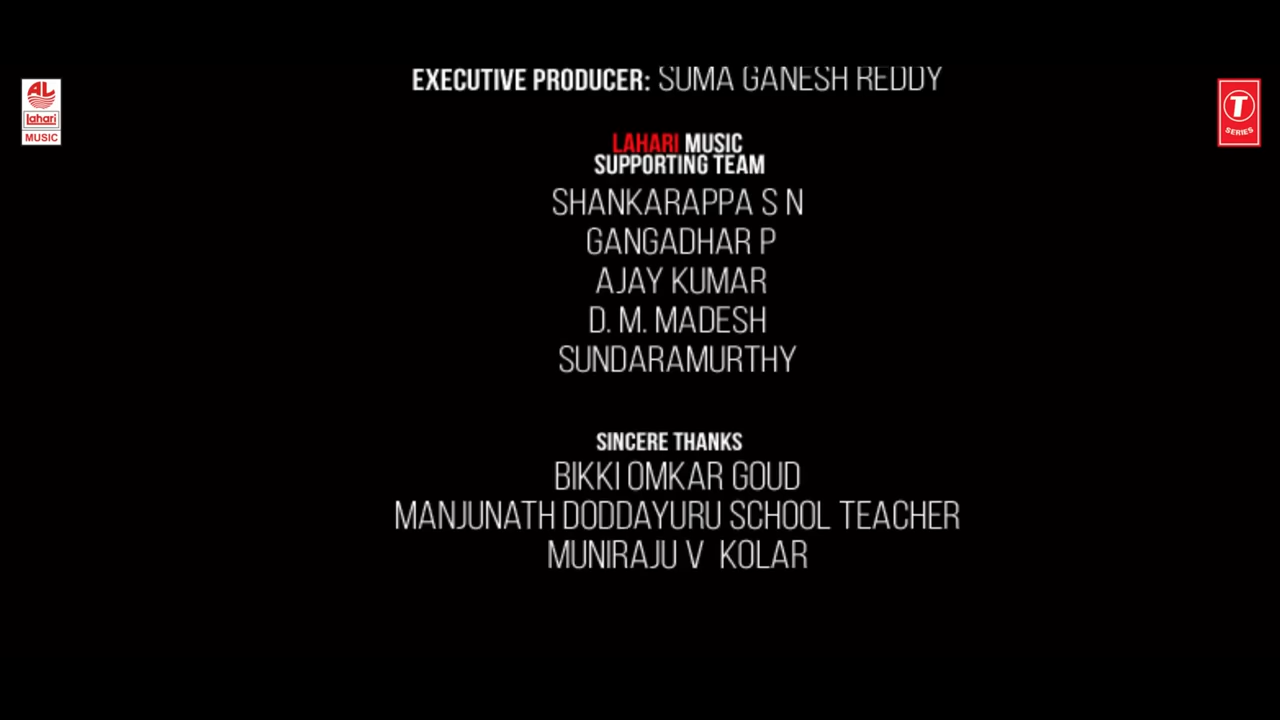 EXECUTIVE PRODUCER: SUMA GANESH REDDY
AL
lahari
MUSIC
T
SERIES
LAHARI MUSIC
SUPPORTING TEAM
SHANKARAPPA S N
GANGADHAR P
AJAY KUMAR
D. M. MADESH
SUNDARAMURTHY
SINCERE THANKS
BIKKI OMKAR GOUD
MANJUNATH DODDAYURU SCHOOL TEACHER
MUNIRAJU V KOLAR